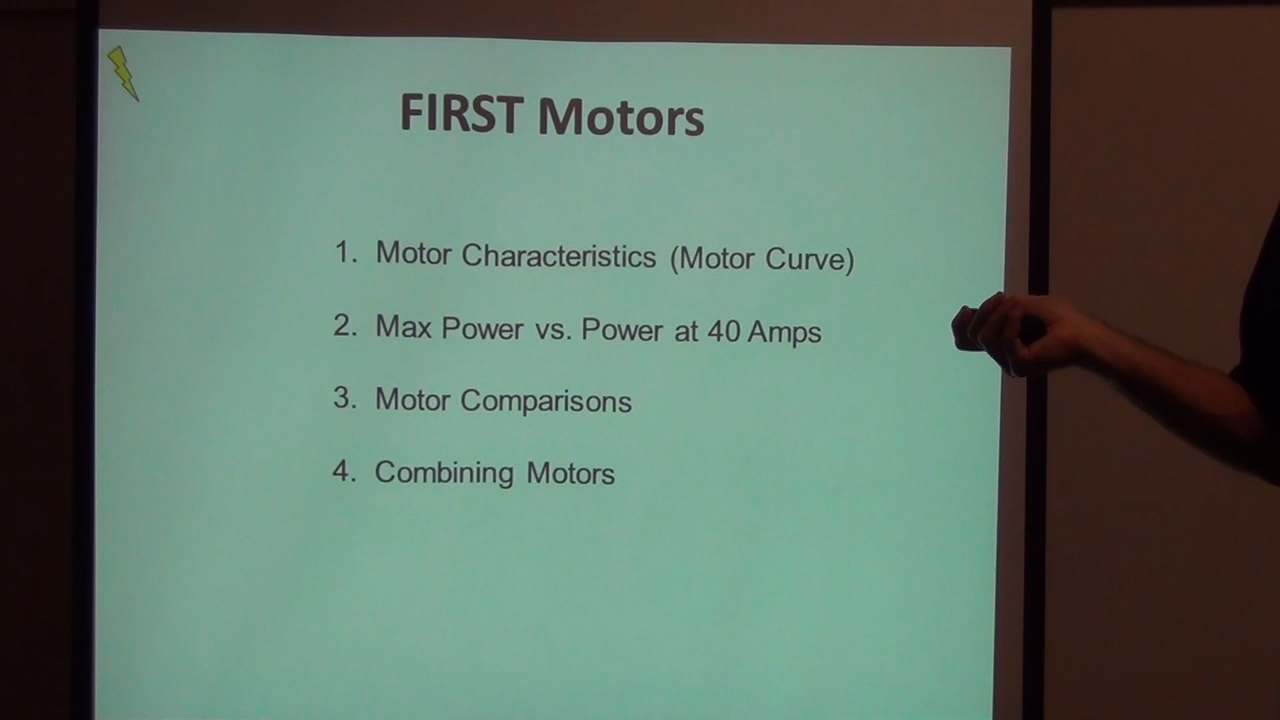 FIRST Motors
1. Motor Characteristics (Motor Curve)
2. Max Power vs. Power at 40 Amps
3. Motor Comparisons
4. Combining Motors